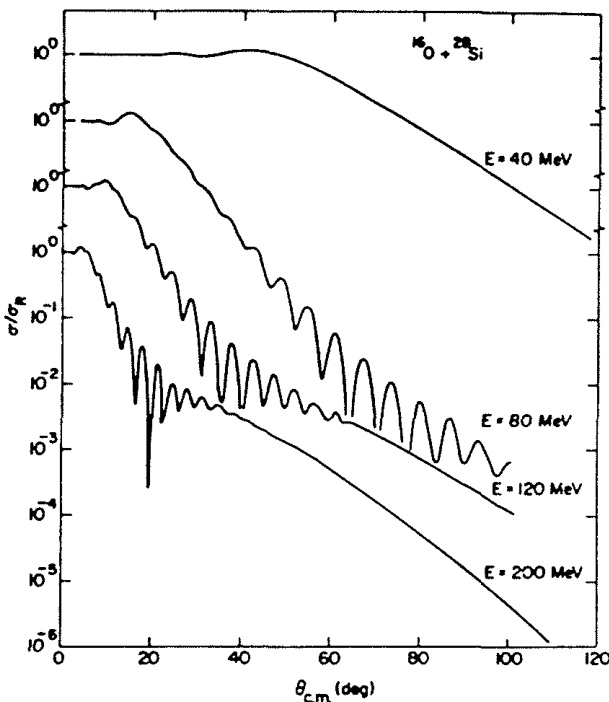 ¹⁶O + ²⁸Si
10⁰
10⁰
10⁰
10⁰
10⁻¹
10⁻²
10⁻³
10⁻⁴
10⁻⁵
10⁻⁶
σ/σR
E = 40 MeV
E = 80 MeV
E = 120 MeV
E = 200 MeV
0 20 40 60 80 100 120
θc.m. (deg)